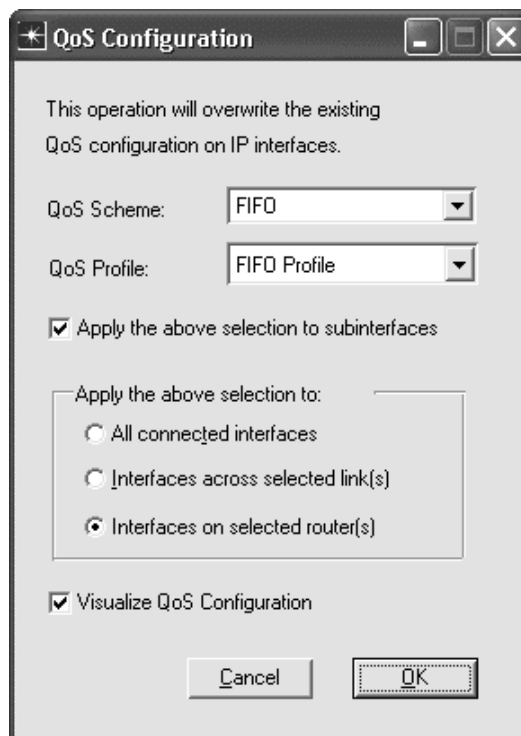 QoS Configuration
This operation will overwrite the existing
QoS configuration on IP interfaces.
QoS Scheme: FIFO
QoS Profile: FIFO Profile
Apply the above selection to subinterfaces
Apply the above selection to:
All connected interfaces
Interfaces across selected link(s)
Interfaces on selected router(s)
Visualize QoS Configuration
Cancel OK